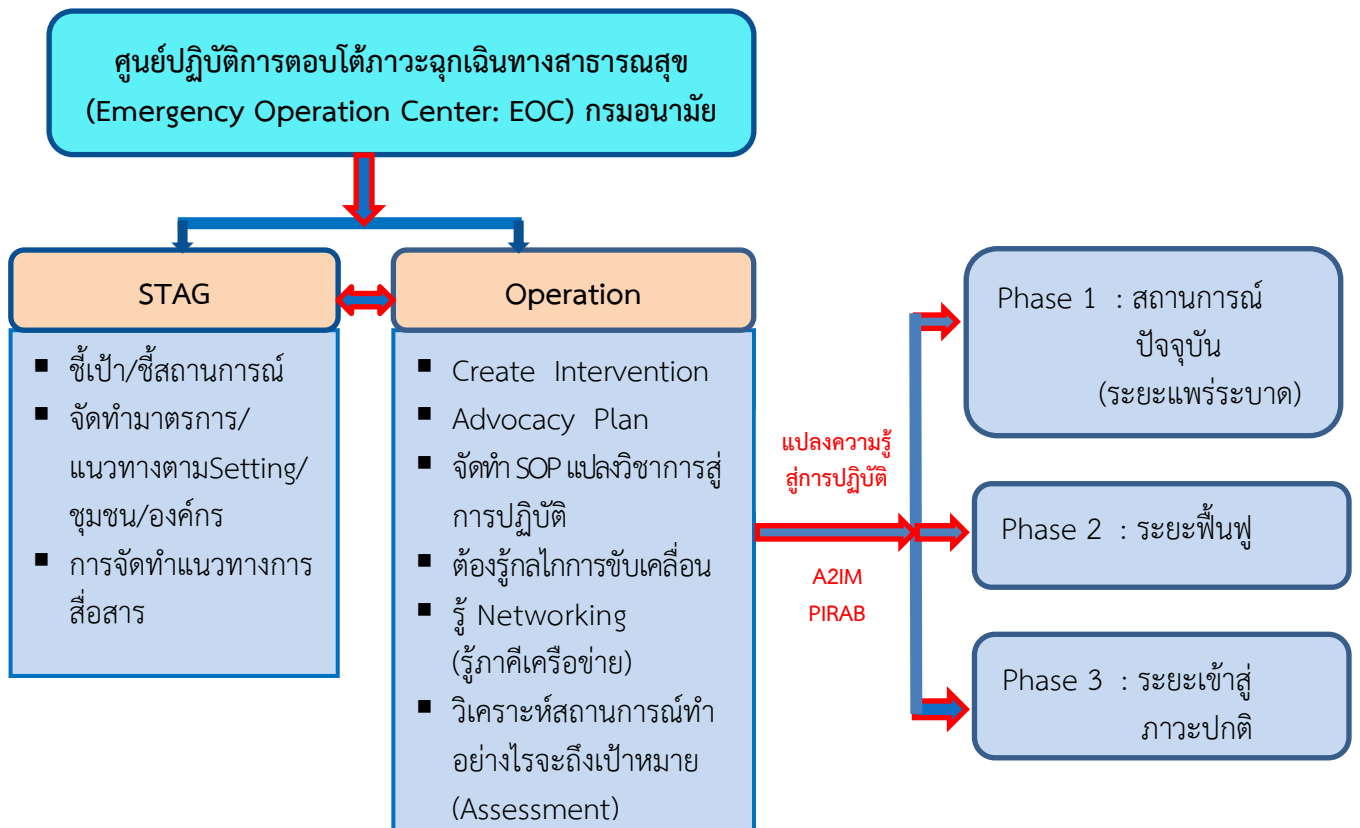 ศูนย์ปฏิบัติการตอบโต้ภาวะฉุกเฉินทางสาธารณสุข
(Emergency Operation Center: EOC) กรมอนามัย
STAG
■ ชี้เป้า/ชี้สถานการณ์
■ จัดทำมาตรการ/
แนวทางตามSetting/
ชุมชน/องค์กร
■ การจัดทำแนวทางการ
สื่อสาร
Operation
■ Create Intervention
■ Advocacy Plan
■ จัดทำ SOP แปลงวิชาการสู่
การปฏิบัติ
■ ต้องรู้กลไกการขับเคลื่อน
■ รู้ Networking
(รู้ภาคีเครือข่าย)
■ วิเคราะห์สถานการณ์ทำ
อย่างไรจะถึงเป้าหมาย
(Assessment)
แปลงความรู้
สู่การปฏิบัติ
A2IM
PIRAB
Phase 1 : สถานการณ์
ปัจจุบัน
(ระยะแพร่ระบาด)
Phase 2 : ระยะฟื้นฟู
Phase 3 : ระยะเข้าสู่
ภาวะปกติ